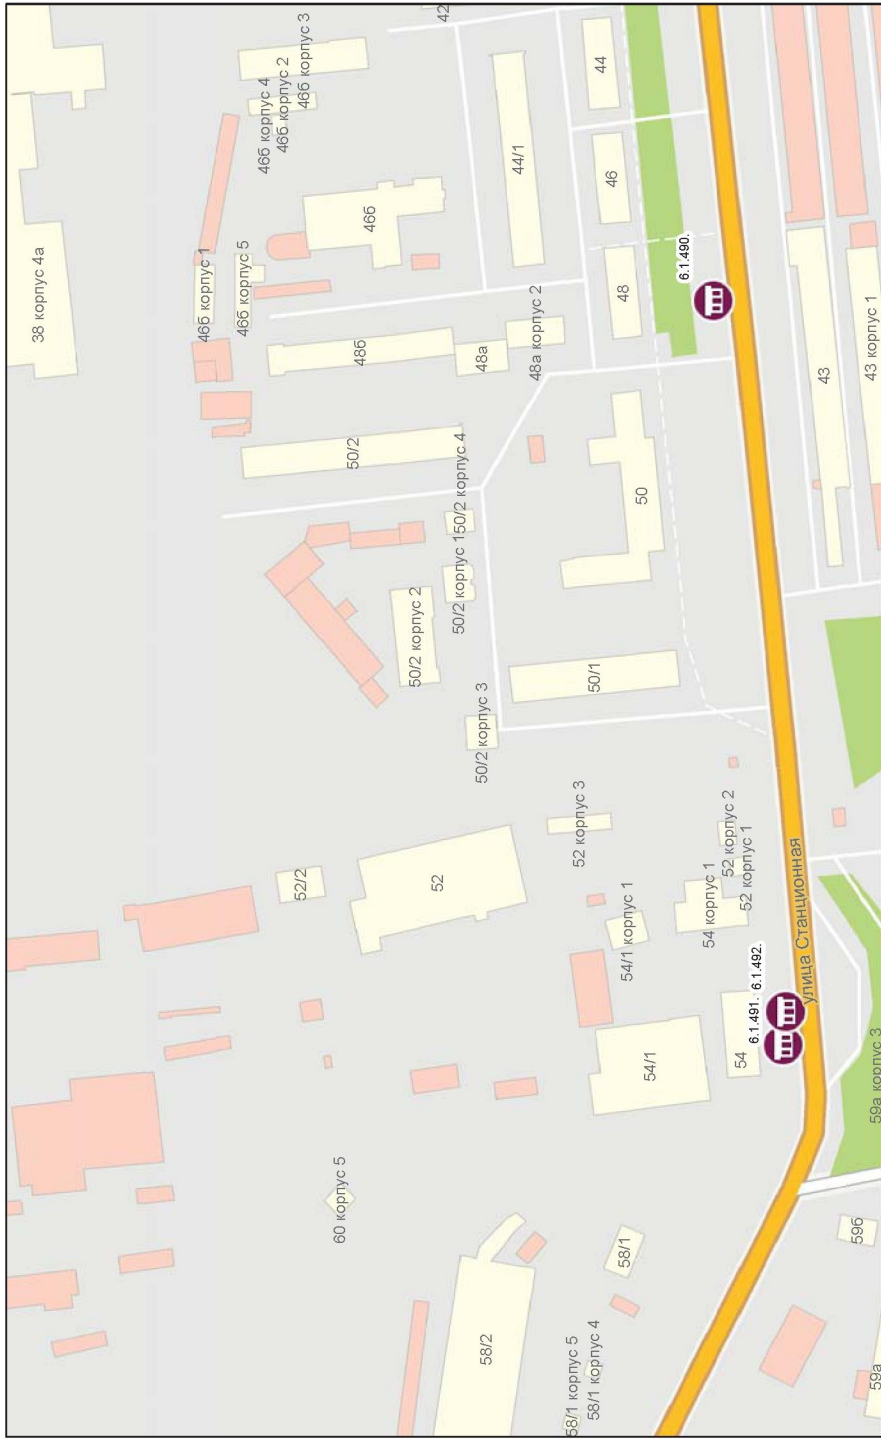 42
46б корпус 3
46б корпус 2
46б корпус 4
44
44/1
46
46б
38 корпус 4а
46б корпус 1
46б корпус 5
6.1.490.
48
48а корпус 2
48б
48а
43
43 корпус 1
50/2
50/2 корпус 4
50
50/2 корпус 1
50/2 корпус 2
50/1
50/2 корпус 3
52 корпус 3
52 корпус 2
52 корпус 1
52/2
52
54 корпус 1
54/1 корпус 1
улица Станционная
6.1.491. 6.1.492.
54
54/1
59а корпус 3
60 корпус 5
58/1
59б
58/2
58/1 корпус 5
58/1 корпус 4
59а